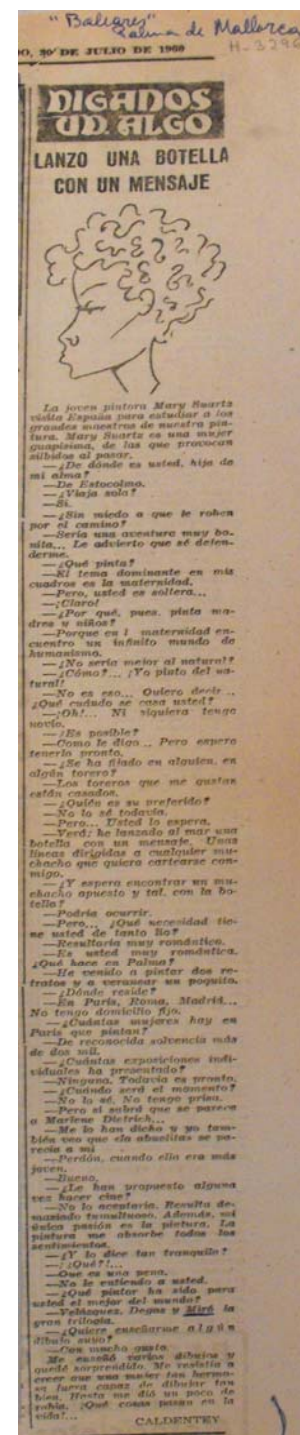 "Baleares"
Palma de Mallorca
O, 30 DE JULIO DE 1960
H-3296
DIGANOS
UD. ALGO
LANZO UNA BOTELLA
CON UN MENSAJE
La joven pintora Mary Suartz
visita España para estudiar a los
grandes maestros de nuestra pin-
tura. Mary Suartz es una mujer
guapísima, de las que provocan
silbidos al pasar.
—¿De dónde es usted, hija de
mi alma?
—De Estocolmo.
—¿Viaja sola?
—Sí.
—¿Sin miedo a que le roben
por el camino?
—Sería una aventura muy bo-
nita... Le advierto que sé defen-
derme.
—¿Qué pinta?
—El tema dominante en mis
cuadros es la maternidad.
—Pero, usted es soltera...
—¡Claro!
—¿Por qué, pues, pinta ma-
dres y niños?
—Porque en l maternidad en-
cuentro un infinito mundo de
humanismo.
—¿No sería mejor al natural?
—¿Cómo?... ¡Yo pinto del na-
tural!
—No es eso... Quiero decir...
¿Qué cuándo se casa usted?
—¡Oh!... Ni siquiera tengo
novio.
—¿Es posible?
—Como le digo... Pero espero
tenerlo pronto.
—¿Se ha fijado en alguien, en
algún torero?
—Los toreros que me gustan
están casados.
—¿Quién es su preferido?
—No lo sé todavía.
—Pero... Usted lo espera.
—Verá: he lanzado al mar una
botella con un mensaje. Unas
líneas dirigidas a cualquier mu-
chacho que quiera cartearse con-
migo.
—¿Y espera encontrar un mu-
chacho apuesto y tal, con la bo-
tella?
—Podría ocurrir.
—Pero... ¿Qué necesidad tie-
ne usted de tanto lío?
—Resultaría muy romántico.
—Es usted muy romántica.
¿Qué hace en Palma?
—He venido a pintar dos re-
tratos y a veranear un poquito.
—¿Dónde reside?
—En París, Roma, Madrid...
No tengo domicilio fijo.
—¿Cuántas mujeres hay en
París que pintan?
—De reconocida solvencia más
de dos mil.
—¿Cuántas exposiciones indi-
viduales ha presentado?
—Ninguna. Todavía es pronto.
—¿Cuándo será el momento?
—No lo sé. No tengo prisa.
—Pero sí sabrá que se parece
a Marlene Dietrich...
—Me lo han dicho y yo tam-
bién veo que «la abuelita» se pa-
recía a mí.
—Perdón, cuando ella era más
joven.
—Bueno.
—¿Le han propuesto alguna
vez hacer cine?
—No lo aceptaría. Resulta de-
masiado tumultuoso. Además, mi
única pasión es la pintura. La
pintura me absorbe todos los
sentimientos.
—¿Y lo dice tan tranquila?
—¡¿Qué?!...
—Que es una pena.
—No le entiendo a usted.
—¿Qué pintor ha sido para
usted el mejor del mundo?
—Velázquez, Degas y Miró la
gran trilogía.
—¿Quiere enseñarme algún
dibujo suyo?
—Con mucho gusto.
Me enseñó varios dibujos y
quedé sorprendido. Me resistía a
creer que una mujer tan hermo-
sa fuera capaz de dibujar tan
bien. Hasta me dió un poco de
rabia. ¡Qué cosas pasan en la
vida!...
CALDENTEY